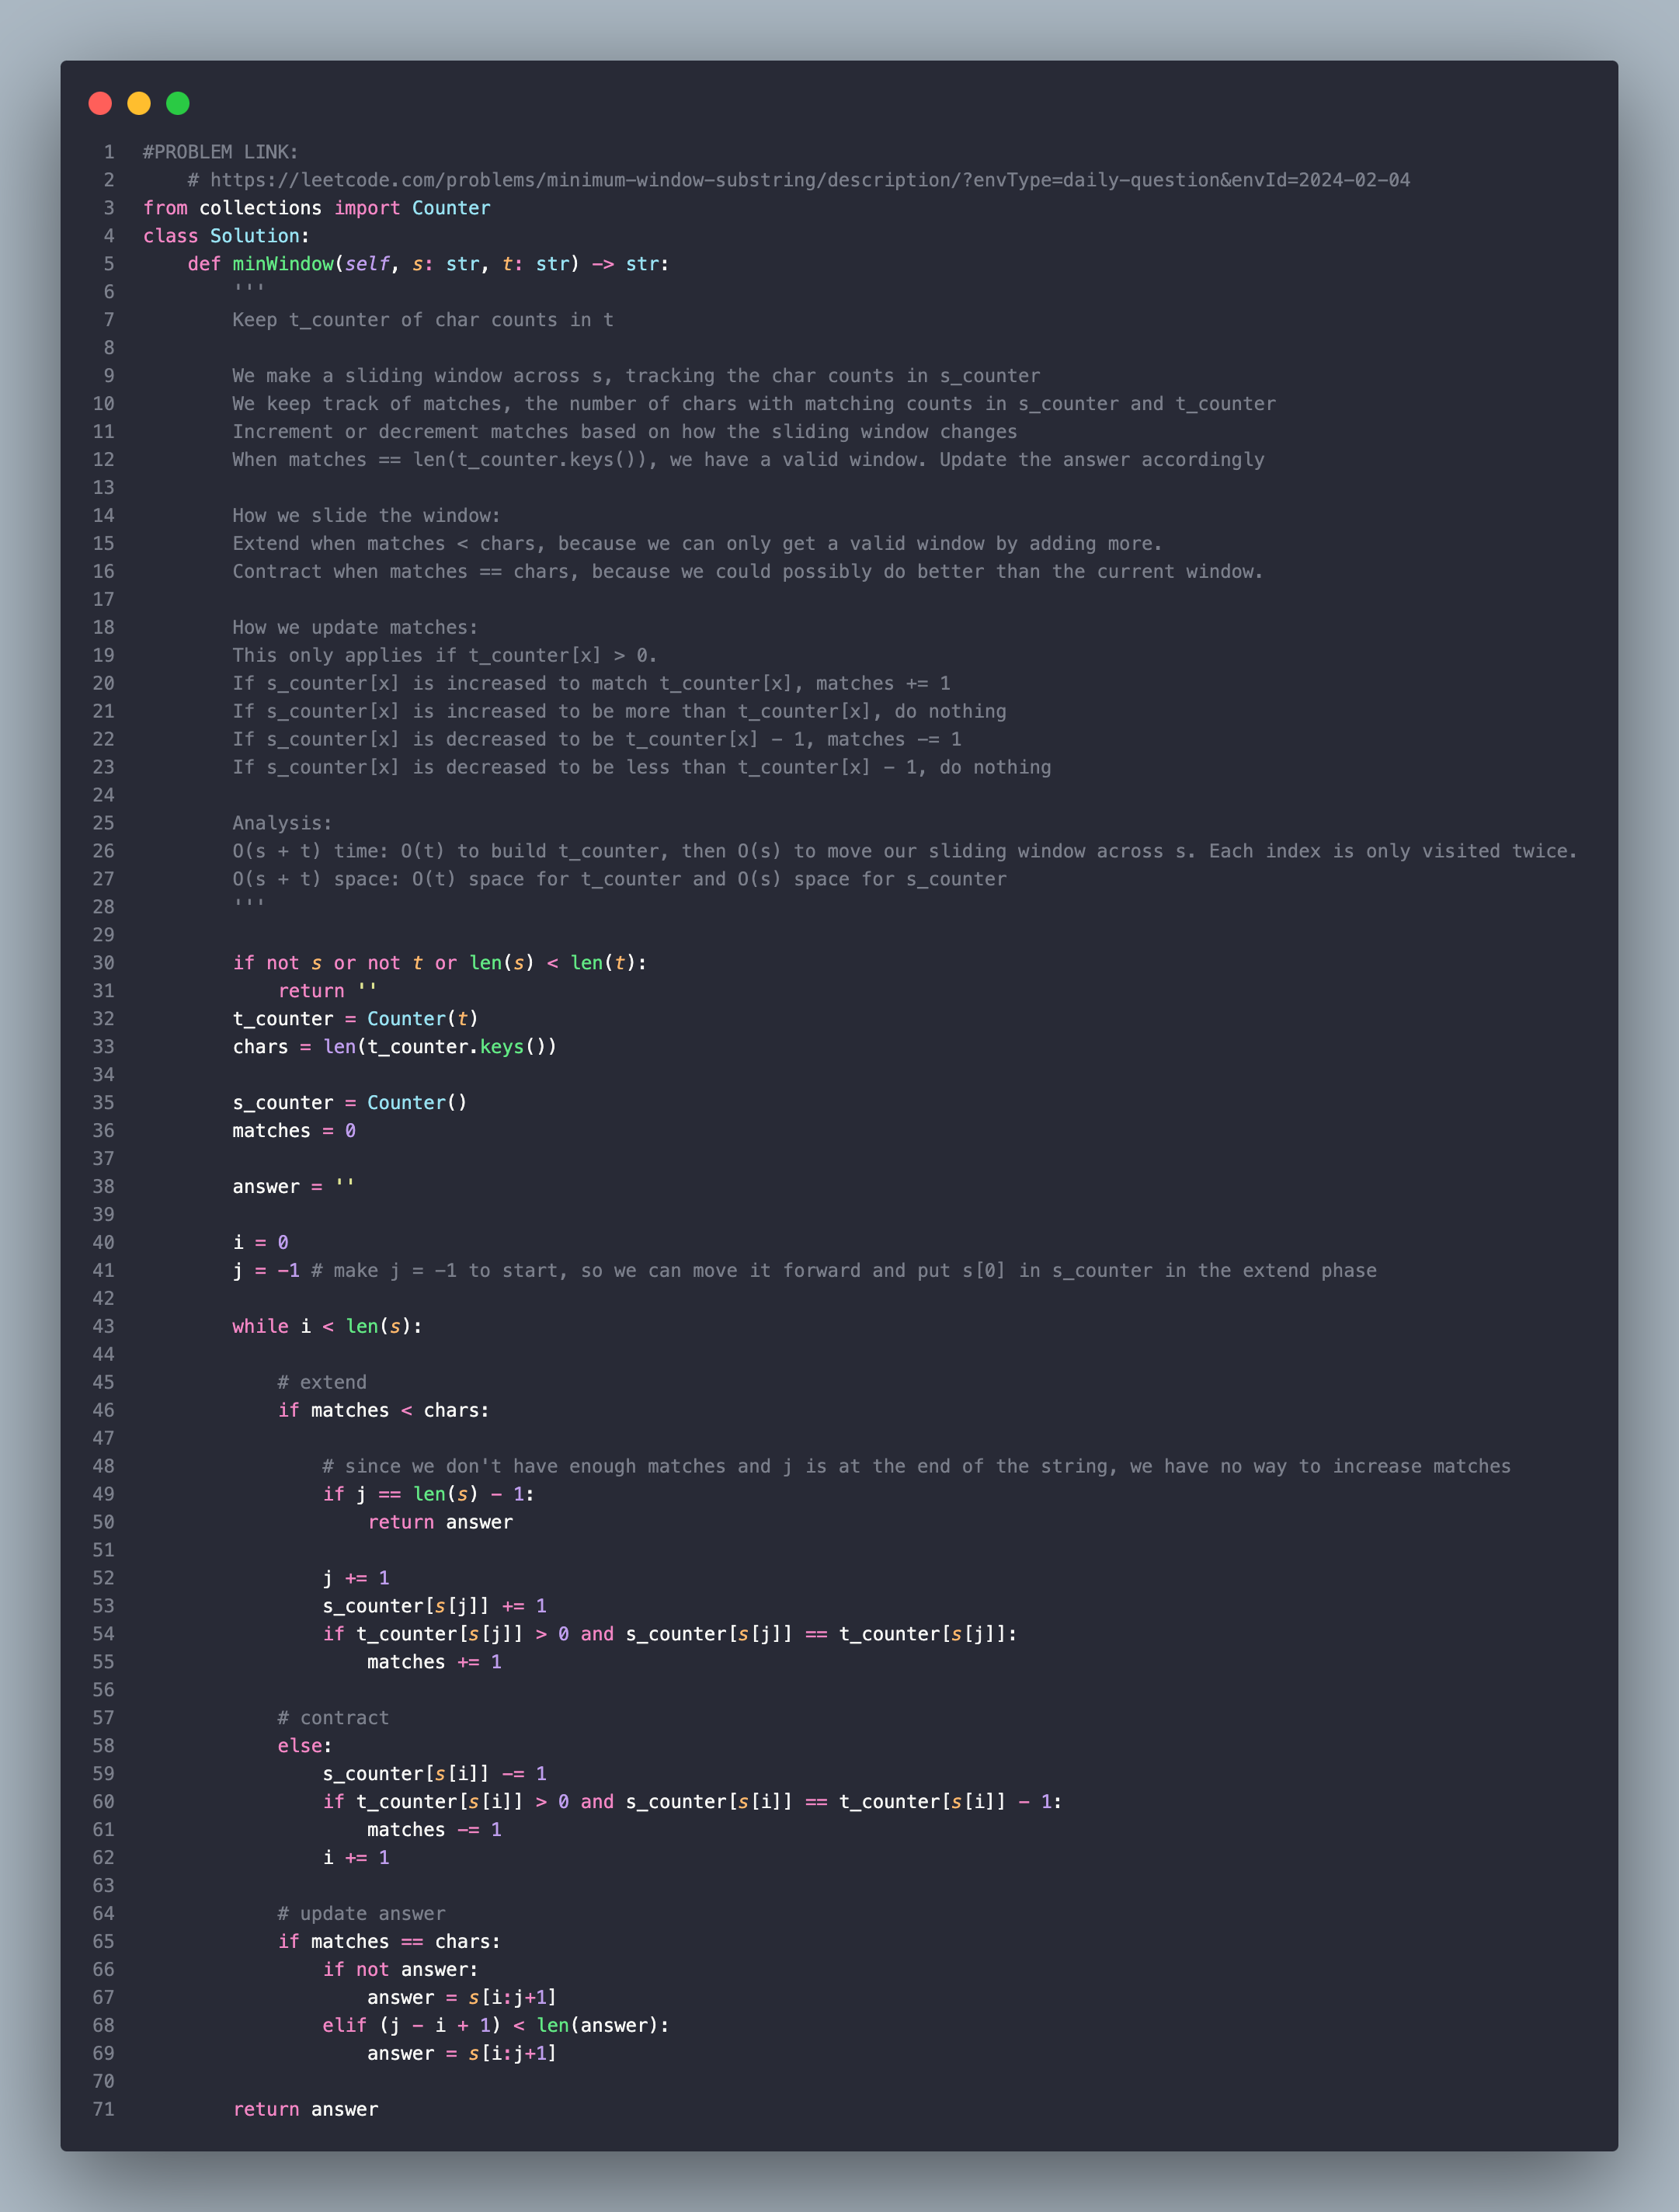 1 #PROBLEM LINK:
2     # https://leetcode.com/problems/minimum-window-substring/description/?envType=daily-question&envId=2024-02-04
3 from collections import Counter
4 class Solution:
5     def minWindow(self, s: str, t: str) -> str:
6         '''
7         Keep t_counter of char counts in t
8
9         We make a sliding window across s, tracking the char counts in s_counter
10         We keep track of matches, the number of chars with matching counts in s_counter and t_counter
11         Increment or decrement matches based on how the sliding window changes
12         When matches == len(t_counter.keys()), we have a valid window. Update the answer accordingly
13
14         How we slide the window:
15         Extend when matches < chars, because we can only get a valid window by adding more.
16         Contract when matches == chars, because we could possibly do better than the current window.
17
18         How we update matches:
19         This only applies if t_counter[x] > 0.
20         If s_counter[x] is increased to match t_counter[x], matches += 1
21         If s_counter[x] is increased to be more than t_counter[x], do nothing
22         If s_counter[x] is decreased to be t_counter[x] - 1, matches -= 1
23         If s_counter[x] is decreased to be less than t_counter[x] - 1, do nothing
24
25         Analysis:
26         O(s + t) time: O(t) to build t_counter, then O(s) to move our sliding window across s. Each index is only visited twice.
27         O(s + t) space: O(t) space for t_counter and O(s) space for s_counter
28         '''
29
30         if not s or not t or len(s) < len(t):
31             return ''
32         t_counter = Counter(t)
33         chars = len(t_counter.keys())
34
35         s_counter = Counter()
36         matches = 0
37
38         answer = ''
39
40         i = 0
41         j = -1 # make j = -1 to start, so we can move it forward and put s[0] in s_counter in the extend phase
42
43         while i < len(s):
44
45             # extend
46             if matches < chars:
47
48                 # since we don't have enough matches and j is at the end of the string, we have no way to increase matches
49                 if j == len(s) - 1:
50                     return answer
51
52                 j += 1
53                 s_counter[s[j]] += 1
54                 if t_counter[s[j]] > 0 and s_counter[s[j]] == t_counter[s[j]]:
55                     matches += 1
56
57             # contract
58             else:
59                 s_counter[s[i]] -= 1
60                 if t_counter[s[i]] > 0 and s_counter[s[i]] == t_counter[s[i]] - 1:
61                     matches -= 1
62                 i += 1
63
64             # update answer
65             if matches == chars:
66                 if not answer:
67                     answer = s[i:j+1]
68                 elif (j - i + 1) < len(answer):
69                     answer = s[i:j+1]
70
71         return answer